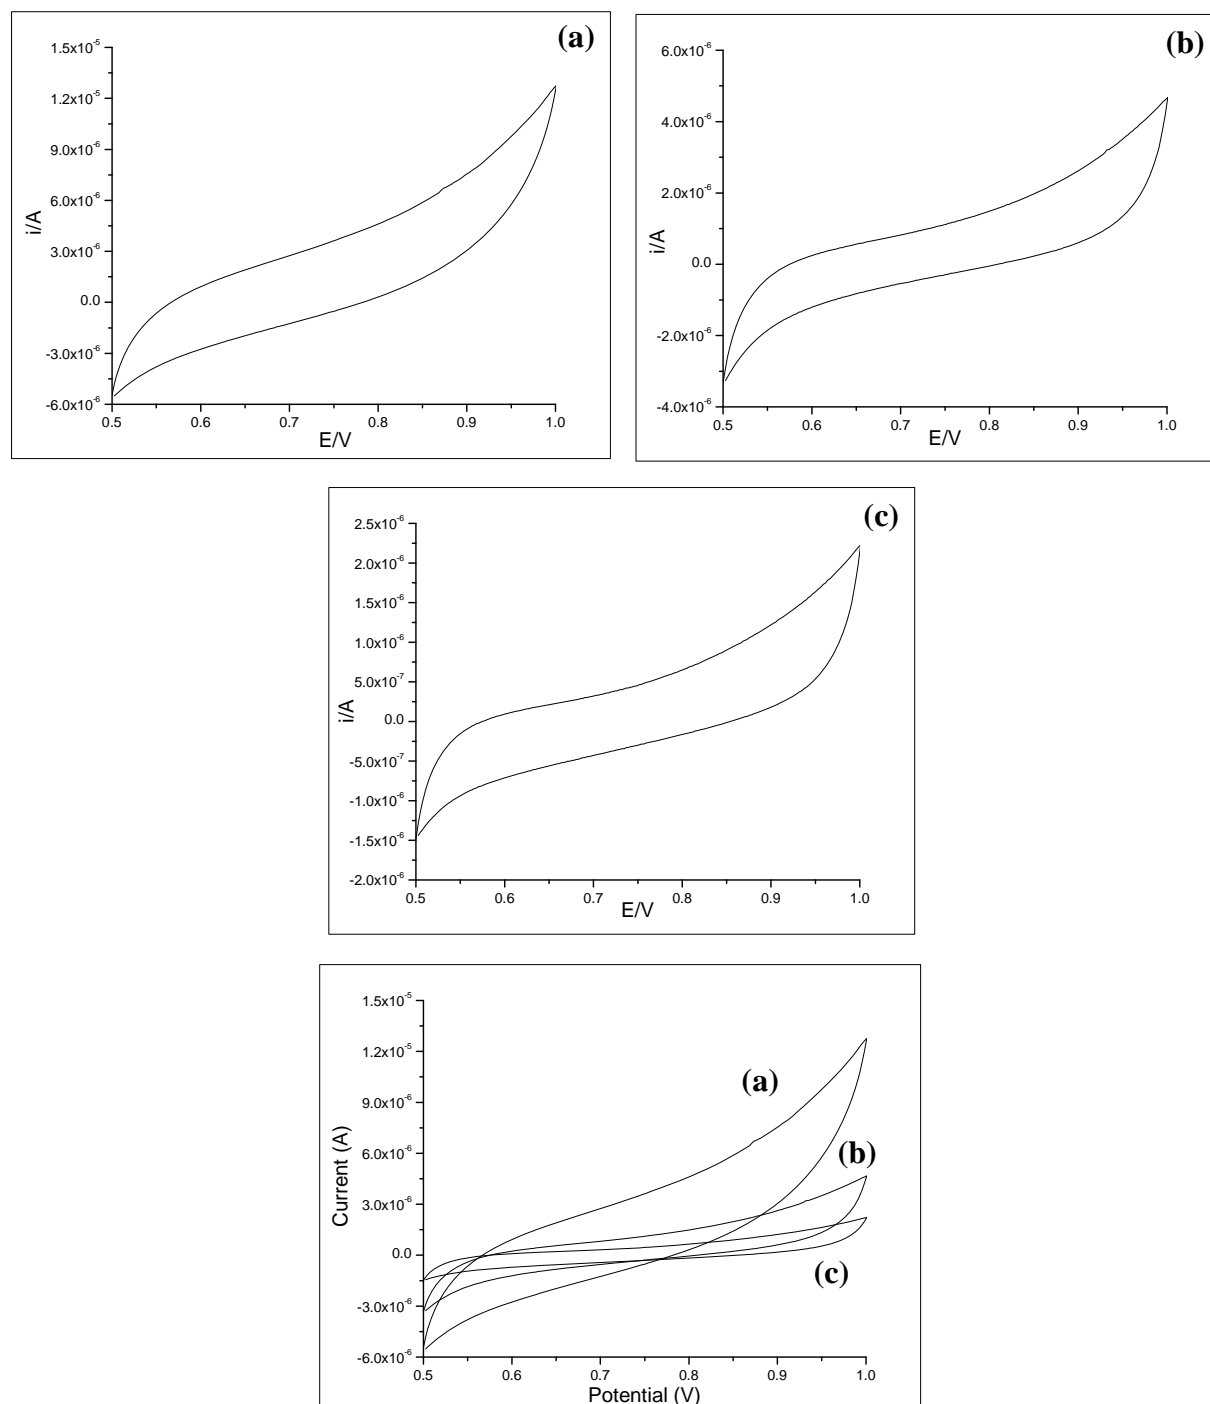 (a)
1.5x10⁻⁵
1.2x10⁻⁵
9.0x10⁻⁶
6.0x10⁻⁶
3.0x10⁻⁶
0.0
-3.0x10⁻⁶
-6.0x10⁻⁶
i/A
0.5 0.6 0.7 0.8 0.9 1.0
E/V
(b)
6.0x10⁻⁶
4.0x10⁻⁶
2.0x10⁻⁶
0.0
-2.0x10⁻⁶
-4.0x10⁻⁶
i/A
0.5 0.6 0.7 0.8 0.9 1.0
E/V
(c)
2.5x10⁻⁶
2.0x10⁻⁶
1.5x10⁻⁶
1.0x10⁻⁶
5.0x10⁻⁷
0.0
-5.0x10⁻⁷
-1.0x10⁻⁶
-1.5x10⁻⁶
-2.0x10⁻⁶
i/A
0.5 0.6 0.7 0.8 0.9 1.0
E/V
1.5x10⁻⁵
1.2x10⁻⁵
9.0x10⁻⁶
6.0x10⁻⁶
3.0x10⁻⁶
0.0
-3.0x10⁻⁶
-6.0x10⁻⁶
Current (A)
(a)
(b)
(c)
0.5 0.6 0.7 0.8 0.9 1.0
Potential (V)